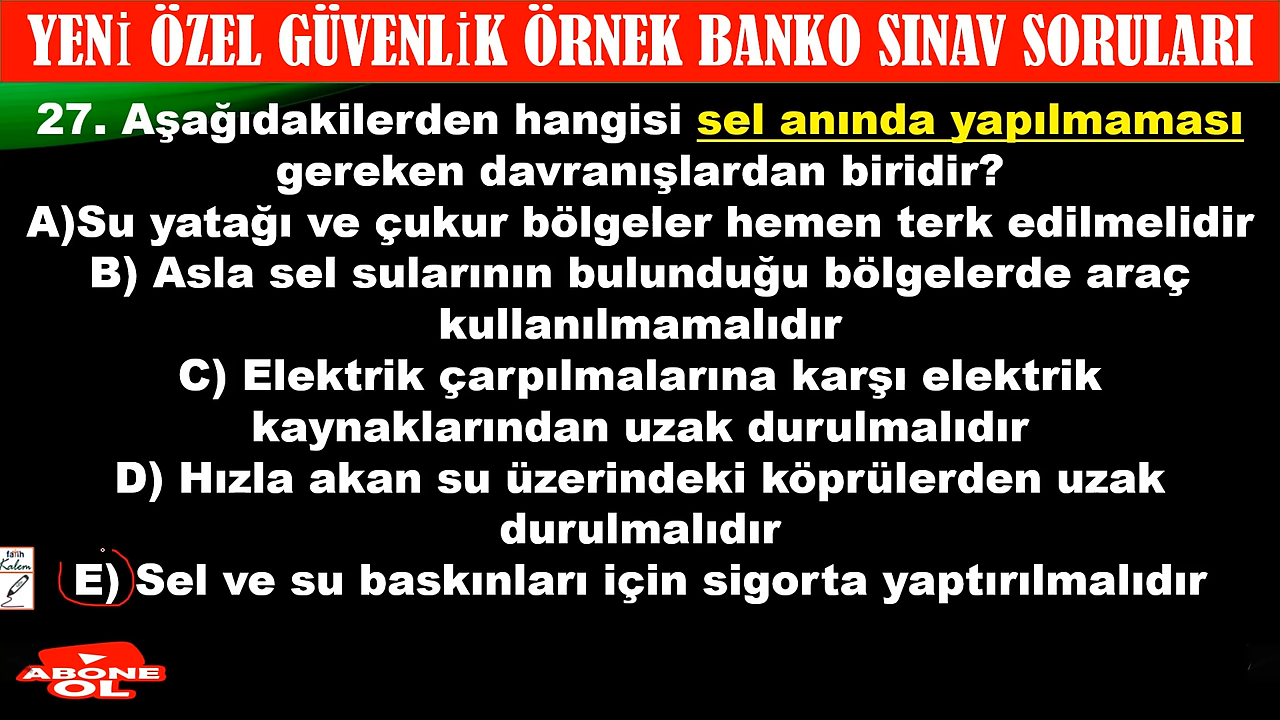 YENİ ÖZEL GÜVENLİK ÖRNEK BANKO SINAV SORULARI
27. Aşağıdakilerden hangisi sel anında yapılmaması
gereken davranışlardan biridir?
A)Su yatağı ve çukur bölgeler hemen terk edilmelidir
B) Asla sel sularının bulunduğu bölgelerde araç
kullanılmamalıdır
C) Elektrik çarpılmalarına karşı elektrik
kaynaklarından uzak durulmalıdır
D) Hızla akan su üzerindeki köprülerden uzak
durulmalıdır
fatih
Kalem
E) Sel ve su baskınları için sigorta yaptırılmalıdır
ABONE
OL